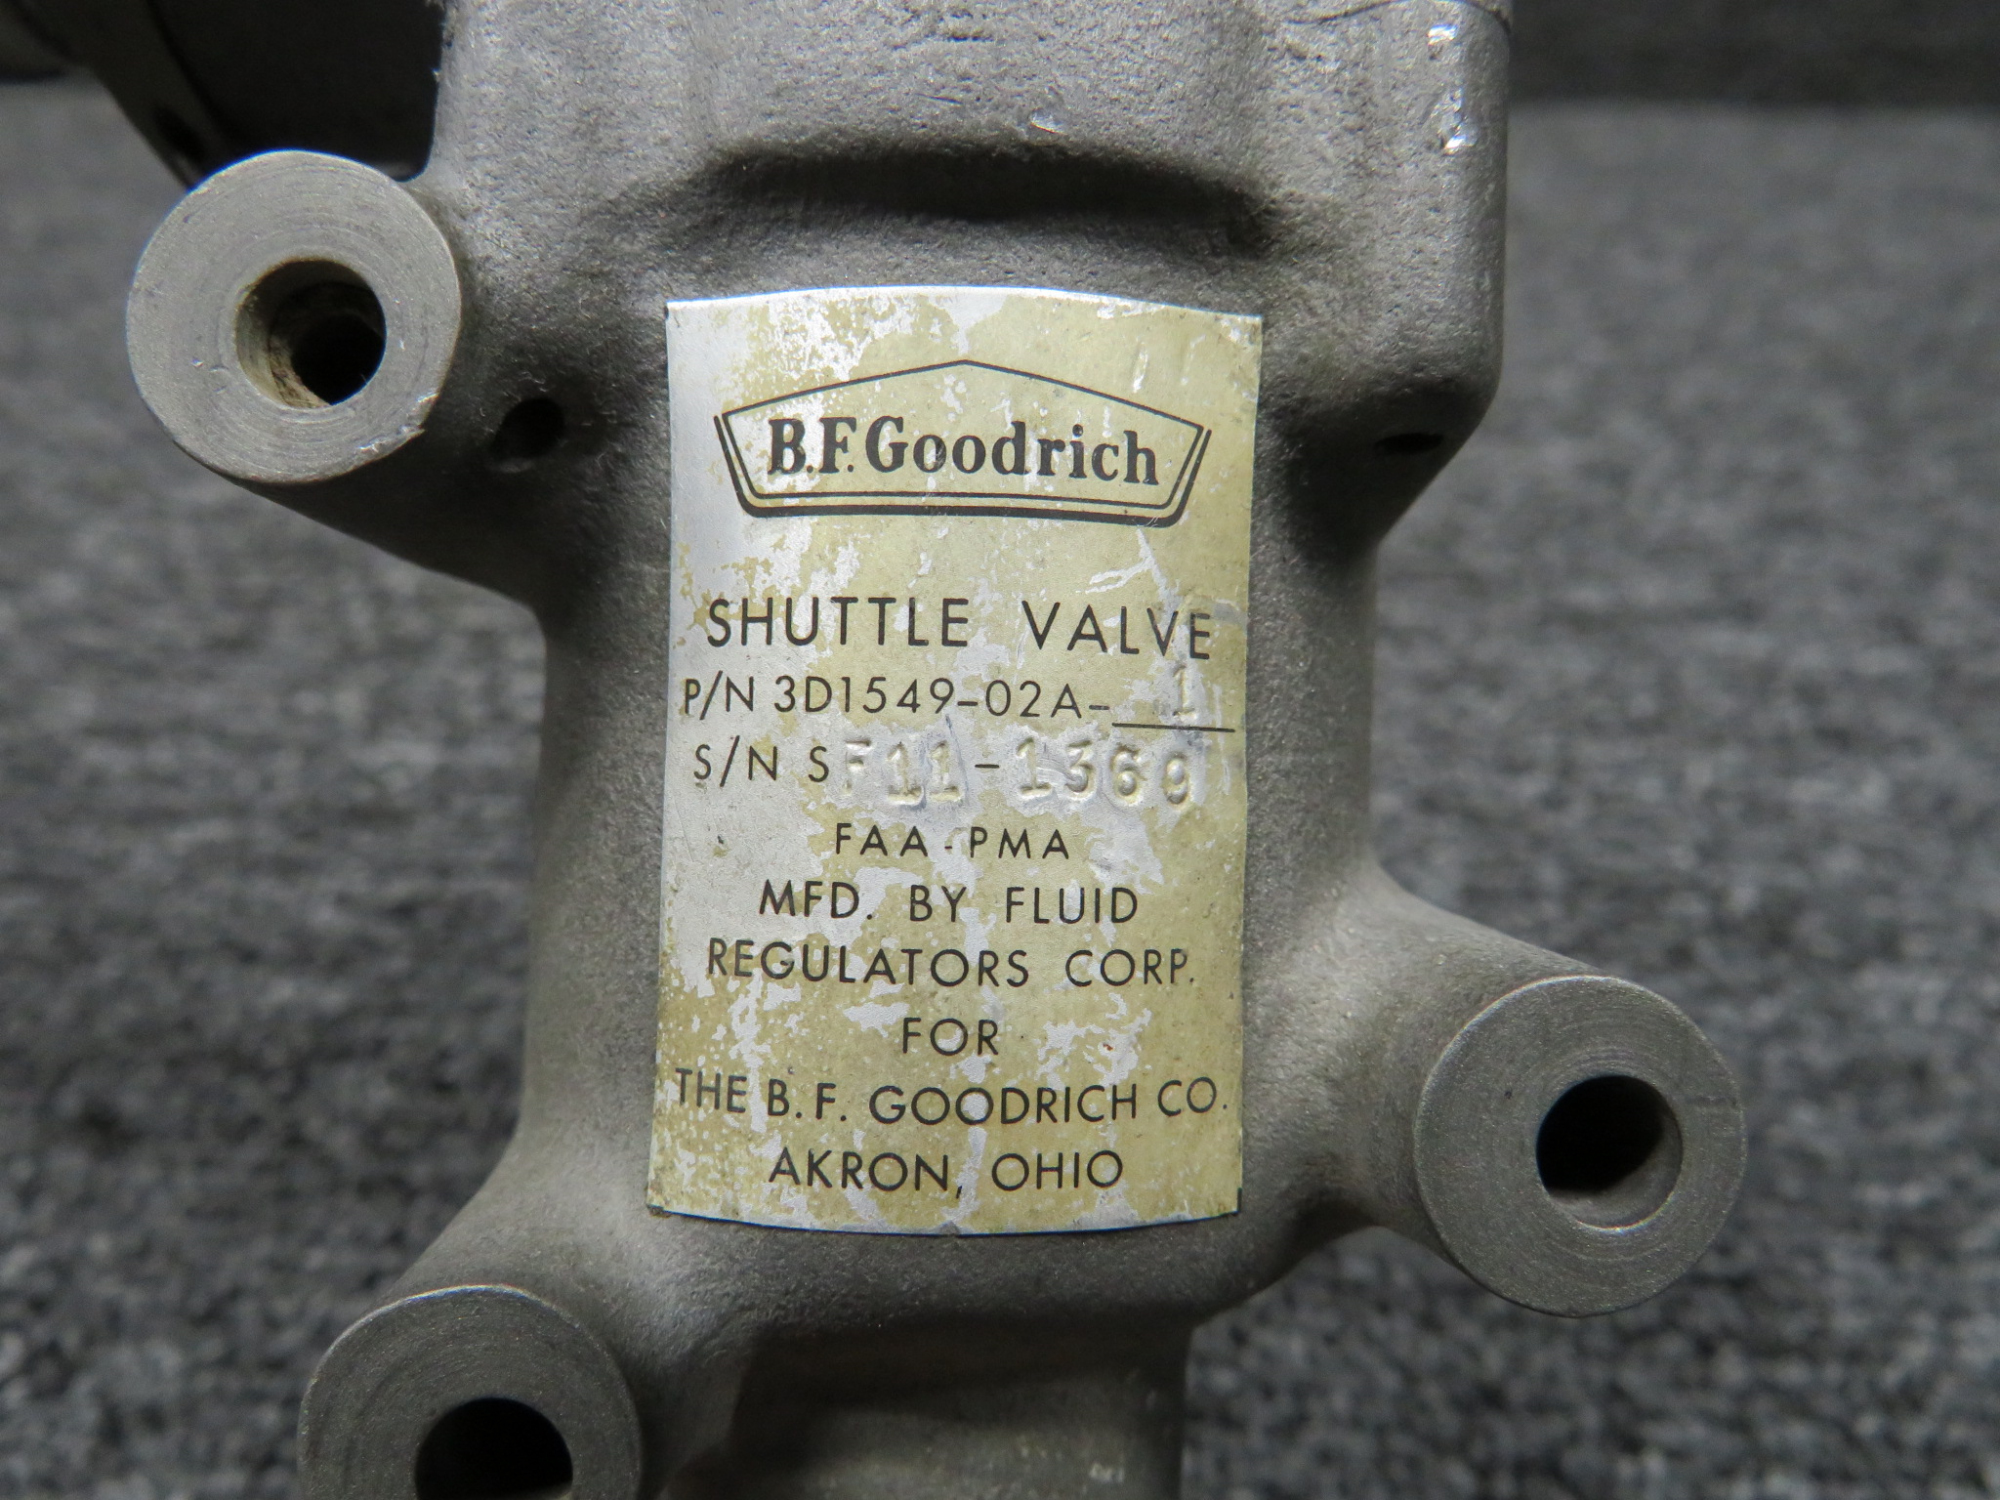 B.F.Goodrich
SHUTTLE VALVE
P/N 3D1549-02A-1
S/N SF11-1369
FAA-PMA
MFD. BY FLUID
REGULATORS CORP.
FOR
THE B.F. GOODRICH CO.
AKRON, OHIO